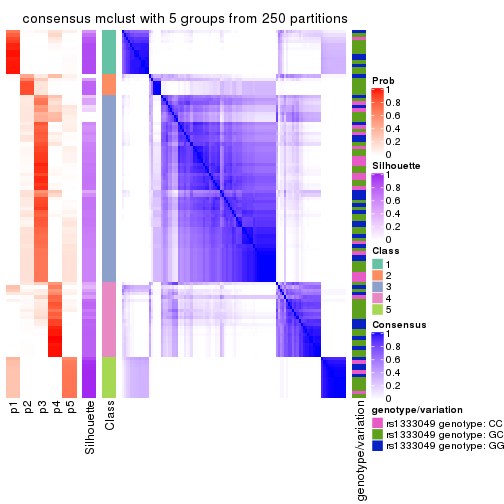 consensus mclust with 5 groups from 250 partitions
Prob
1
0.8
0.6
0.4
0.2
0
Silhouette
1
0.8
0.6
0.4
0.2
0
Class
1
2
3
4
5
Consensus
1
0.8
0.6
0.4
0.2
0
genotype/variation
rs1333049 genotype: CC
rs1333049 genotype: GC
rs1333049 genotype: GG
p1
p2
p3
p4
p5
Silhouette
Class
genotype/variation